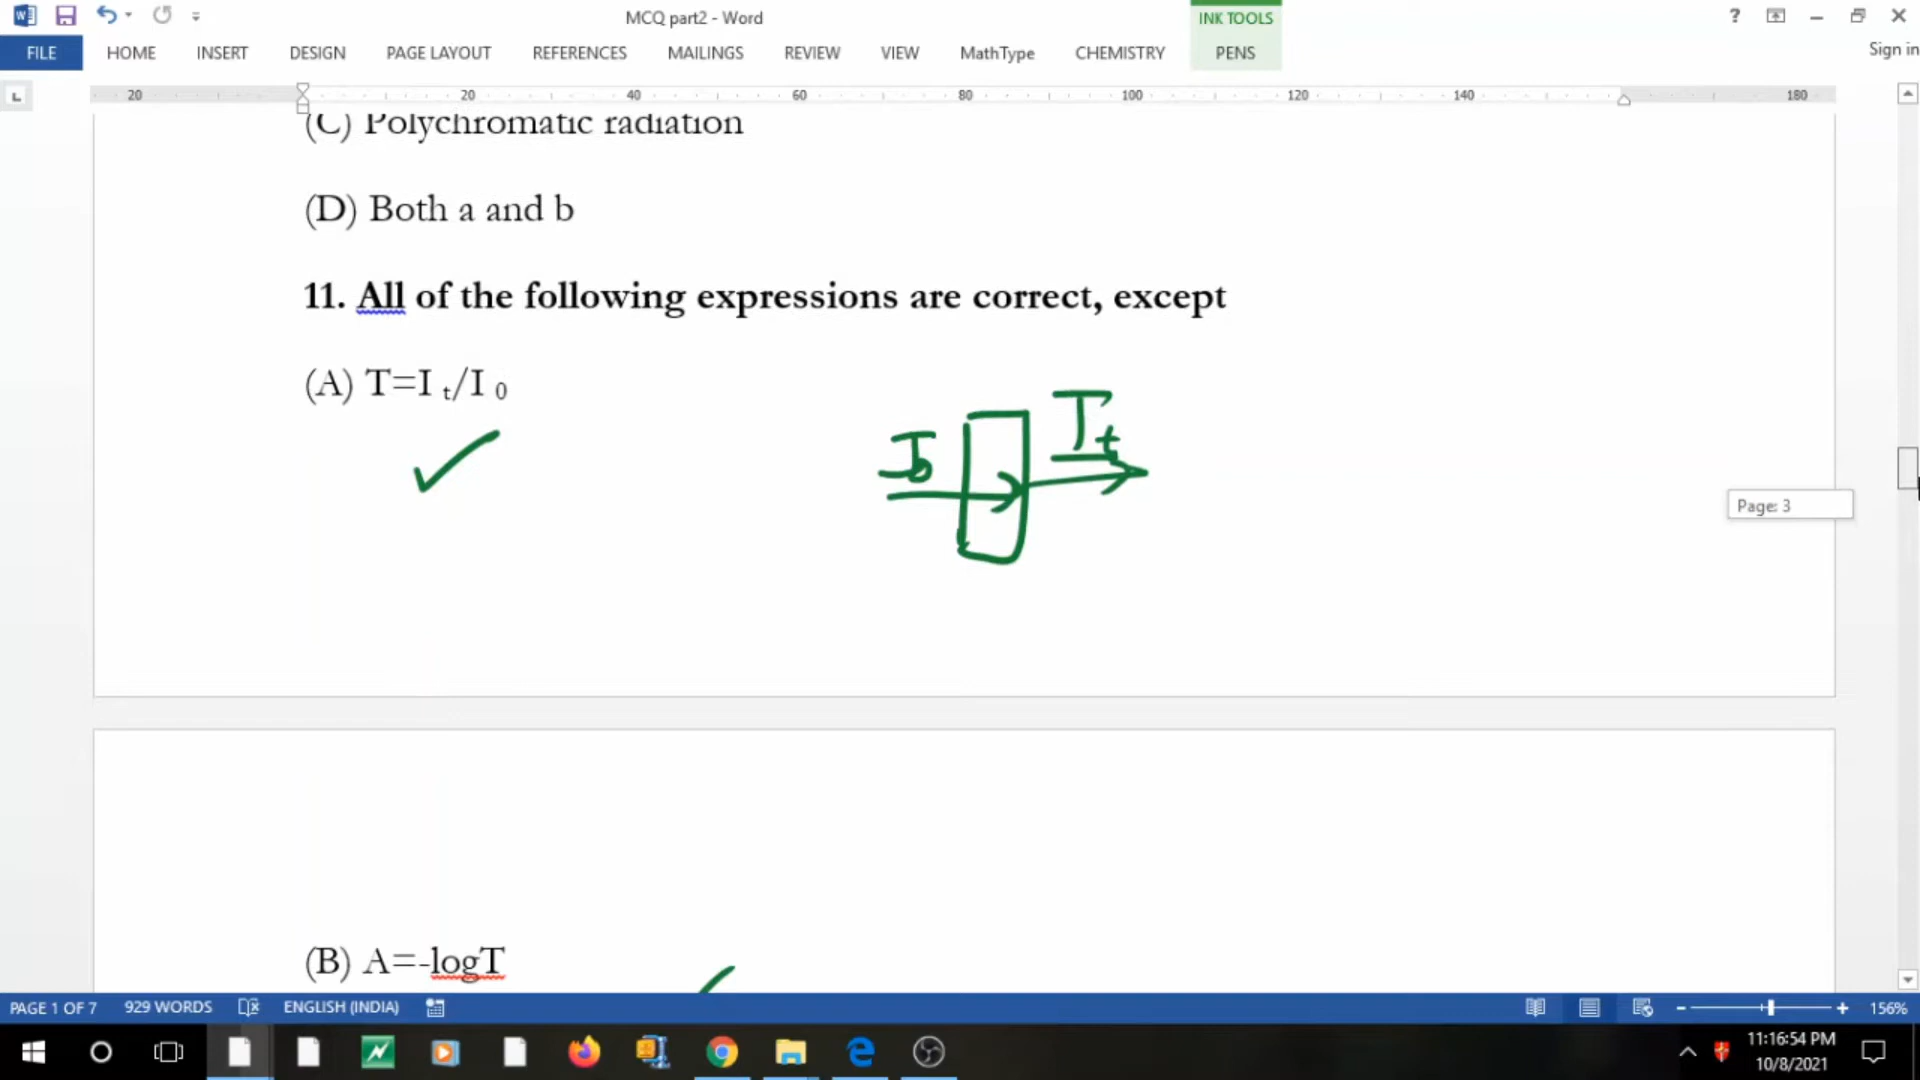 MCQ part2 - Word
INK TOOLS
?
Sign in
FILE HOME INSERT DESIGN PAGE LAYOUT REFERENCES MAILINGS REVIEW VIEW MathType CHEMISTRY PENS
20 20 40 60 80 100 120 140 180
(C) Polychromatic radiation
(D) Both a and b
11. All of the following expressions are correct, except
(A) T=I t/I 0
I0
It
Page: 3
(B) A=-logT
PAGE 1 OF 7 929 WORDS ENGLISH (INDIA) 156%
11:16:54 PM
10/8/2021